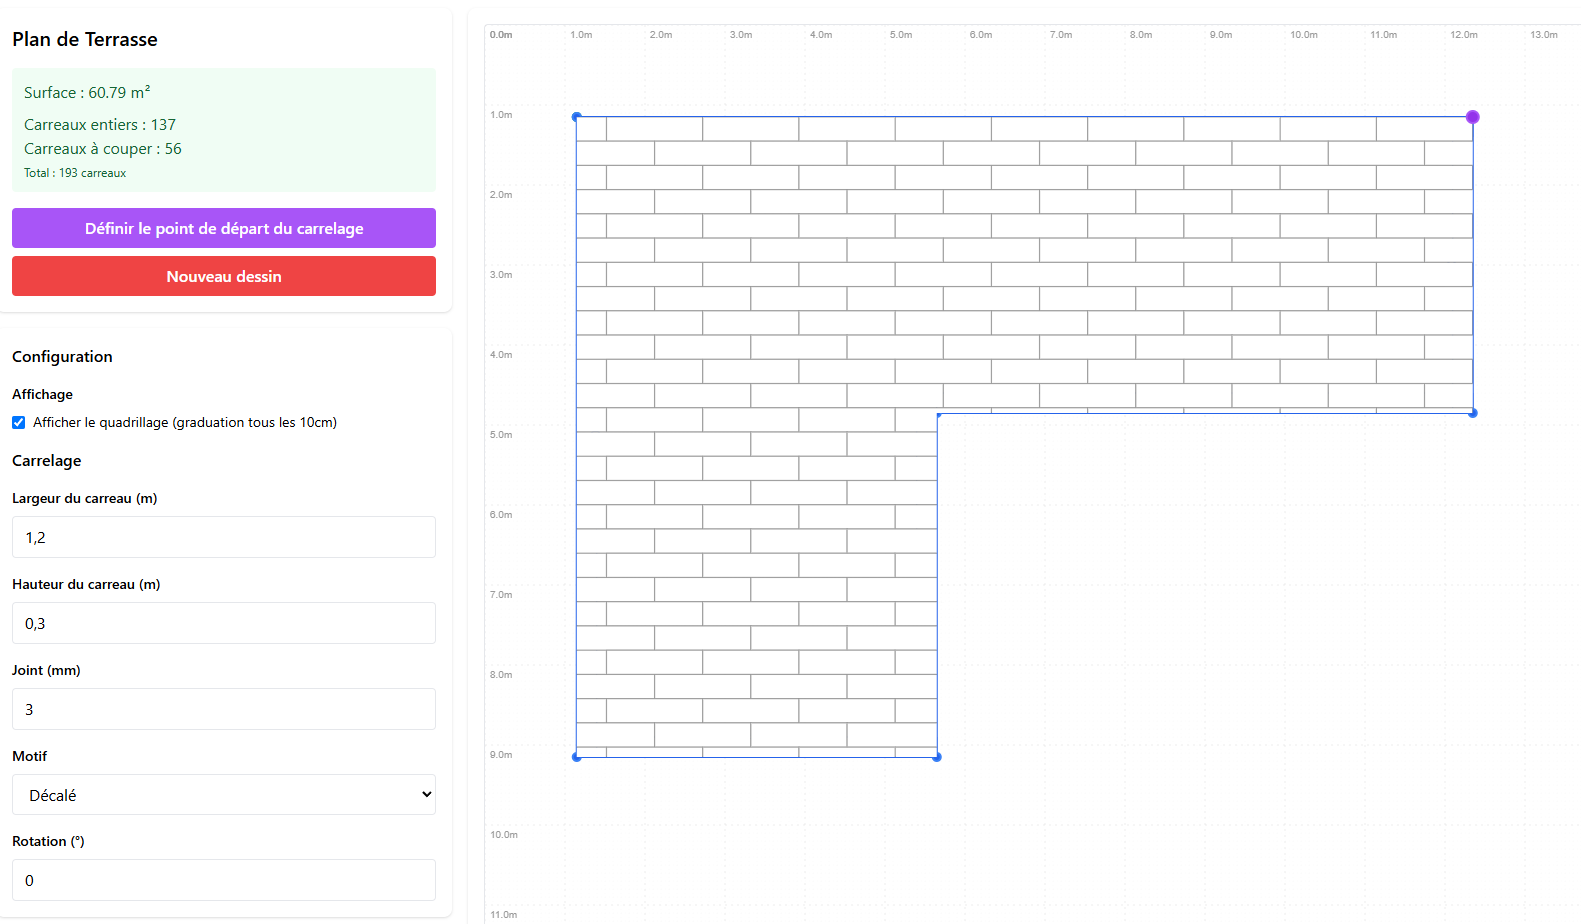 Plan de Terrasse
Surface : 60.79 m²
Carreaux entiers : 137
Carreaux à couper : 56
Total : 193 carreaux
Définir le point de départ du carrelage
Nouveau dessin
Configuration
Affichage
Afficher le quadrillage (graduation tous les 10cm)
Carrelage
Largeur du carreau (m)
1,2
Hauteur du carreau (m)
0,3
Joint (mm)
3
Motif
Décalé
Rotation (°)
0
0.0m 1.0m 2.0m 3.0m 4.0m 5.0m 6.0m 7.0m 8.0m 9.0m 10.0m 11.0m 12.0m 13.0m
1.0m
2.0m
3.0m
4.0m
5.0m
6.0m
7.0m
8.0m
9.0m
10.0m
11.0m